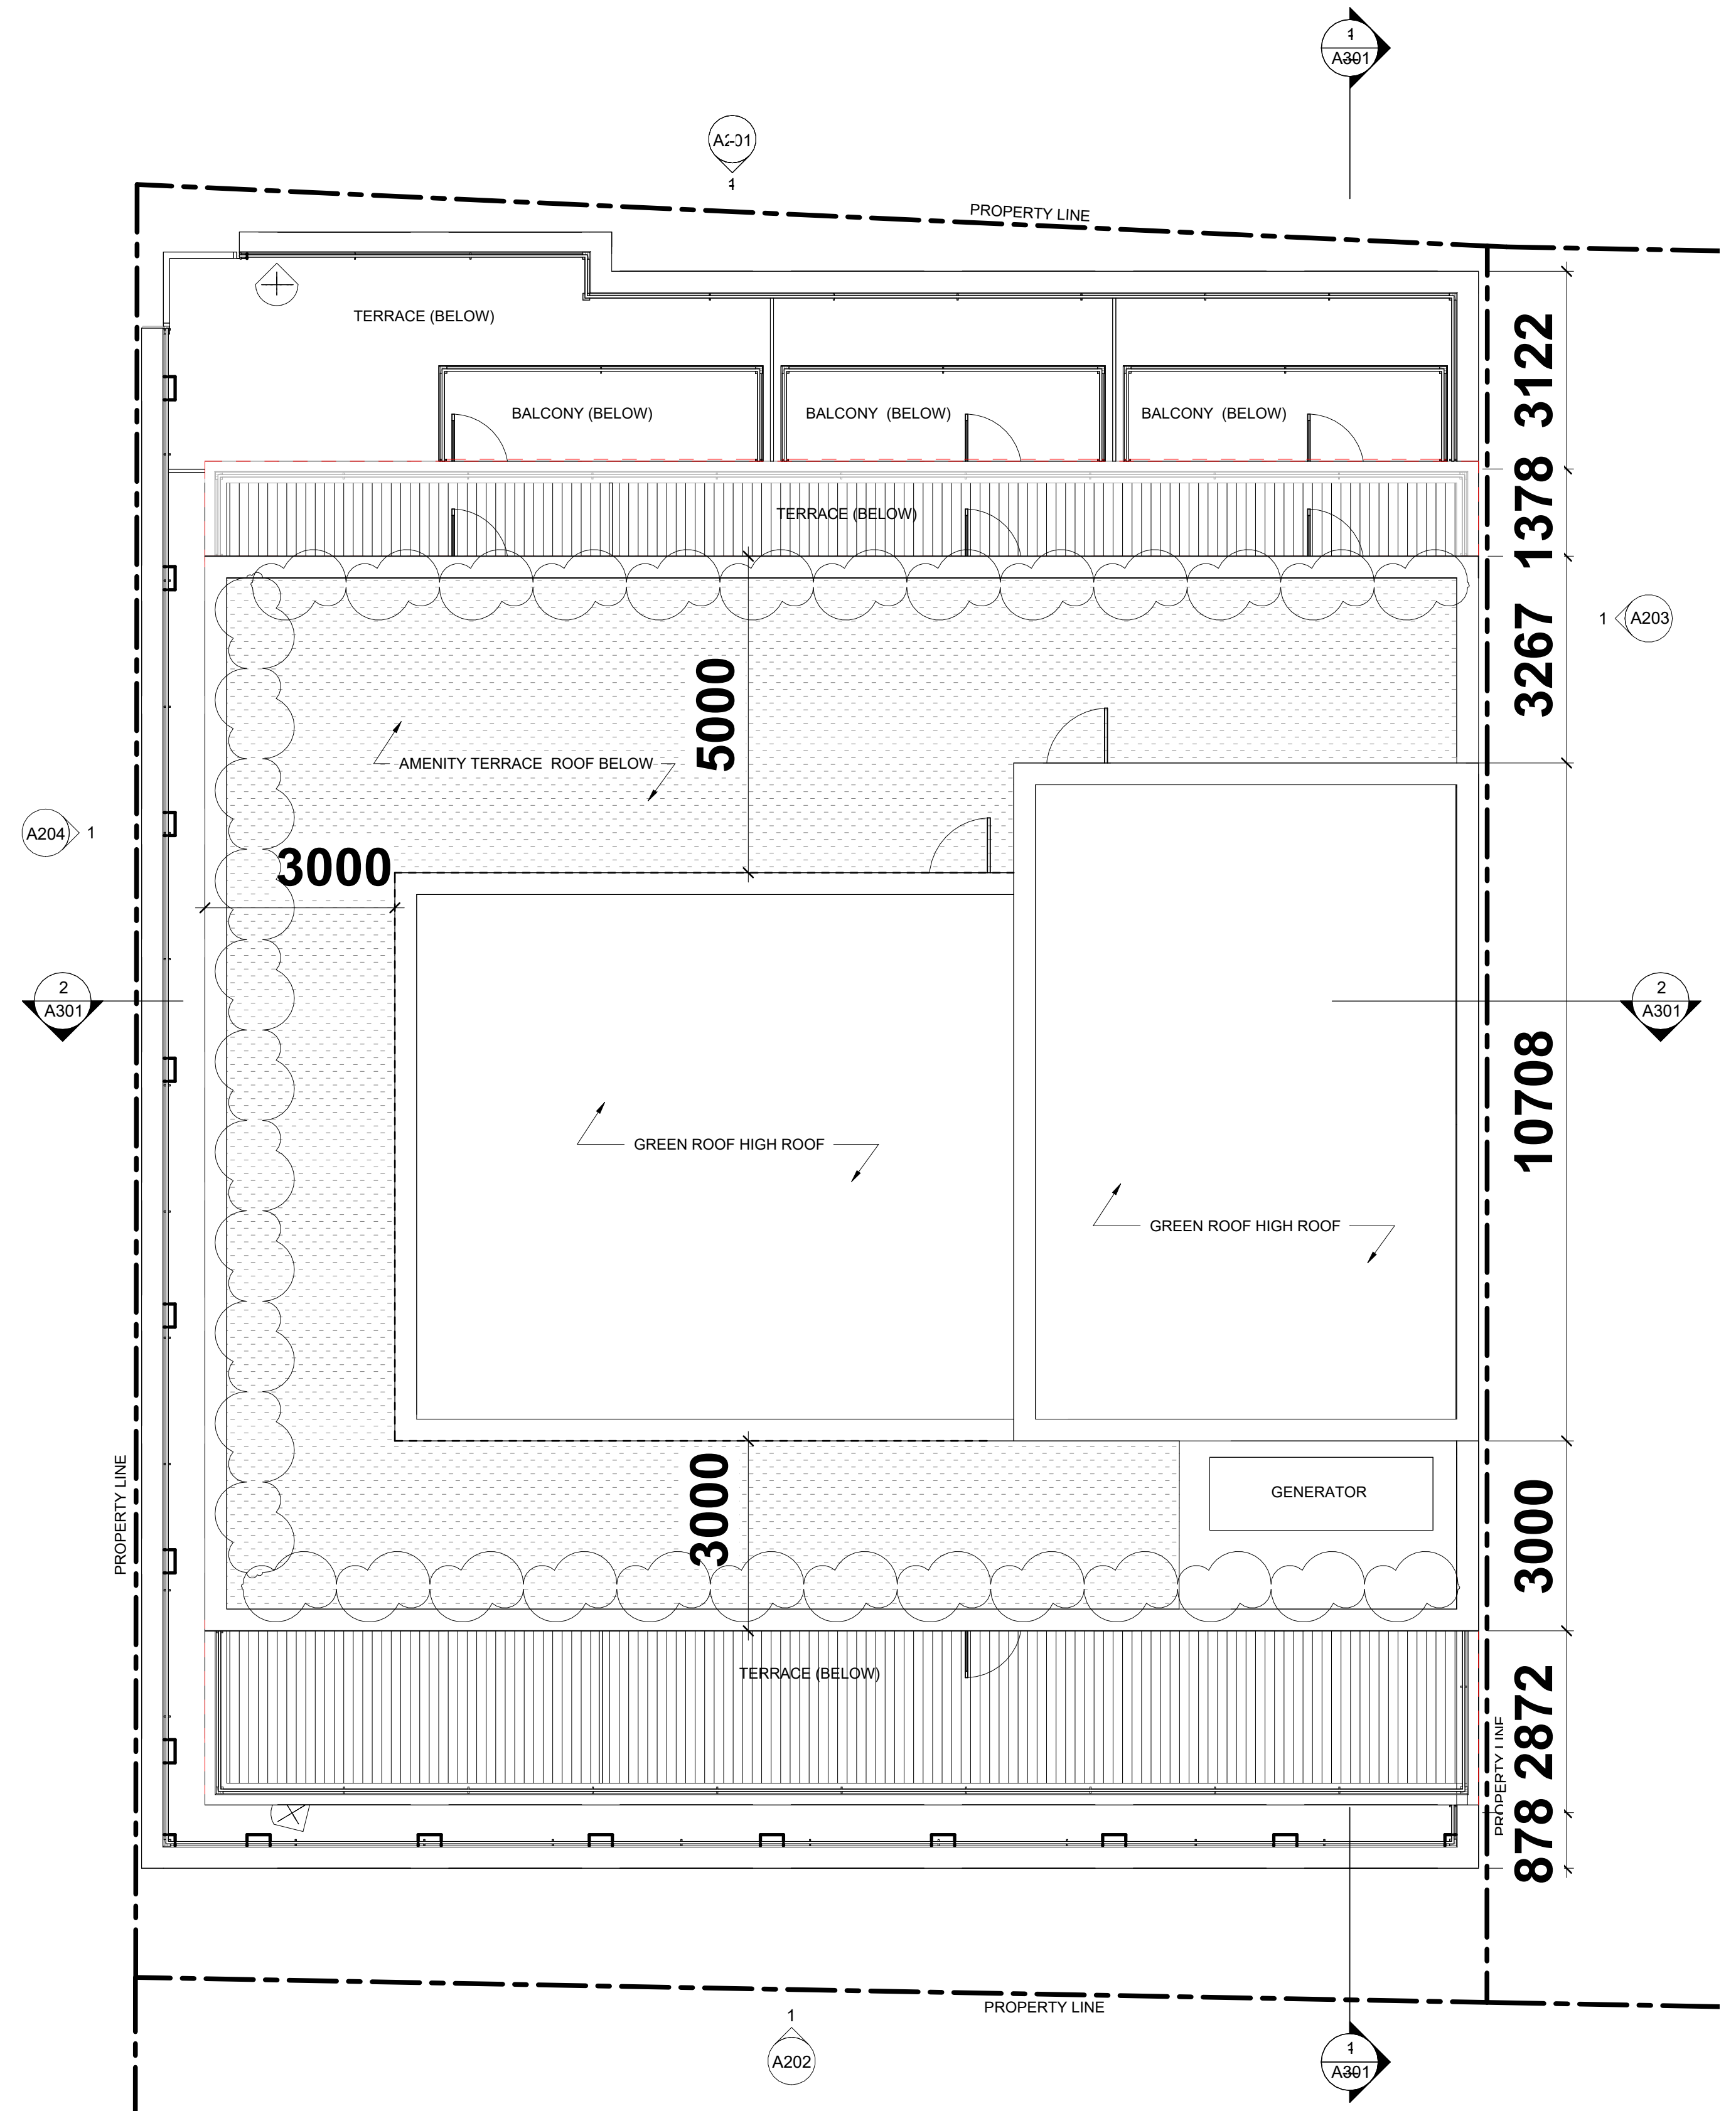 1
A301
A201
1
PROPERTY LINE
TERRACE (BELOW)
3122
BALCONY (BELOW)
BALCONY (BELOW)
BALCONY (BELOW)
1378
TERRACE (BELOW)
3267
1
A203
5000
AMENITY TERRACE ROOF BELOW
A204
1
3000
2
A301
2
A301
10708
GREEN ROOF HIGH ROOF
GREEN ROOF HIGH ROOF
PROPERTY LINE
3000
GENERATOR
3000
TERRACE (BELOW)
2872
PROPERTY LINE
878
PROPERTY LINE
1
A202
1
A301